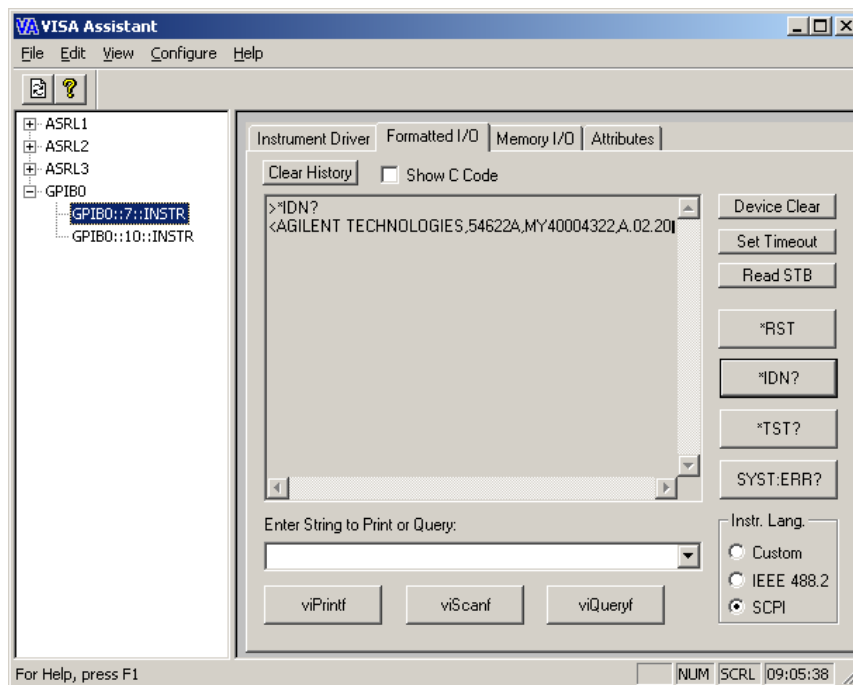 VISA Assistant
File Edit View Configure Help
ASRL1
ASRL2
ASRL3
GPIB0
GPIB0::7::INSTR
GPIB0::10::INSTR
Instrument Driver Formatted I/O Memory I/O Attributes
Clear History Show C Code
>*IDN?
<AGILENT TECHNOLOGIES,54622A,MY40004322,A.02.20
Device Clear
Set Timeout
Read STB
*RST
*IDN?
*TST?
SYST:ERR?
Enter String to Print or Query:
viPrintf viScanf viQueryf
Instr. Lang.
Custom
IEEE 488.2
SCPI
For Help, press F1 NUM SCRL 09:05:38